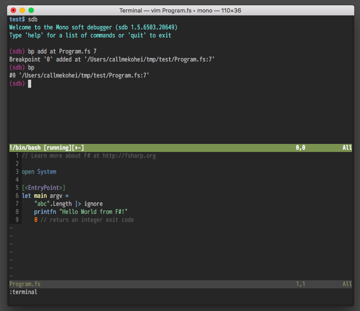 Terminal — vim Program.fs • mono — 110×36
test$ sdb
Welcome to the Mono soft debugger (sdb 1.5.6503.20649)
Type 'help' for a list of commands or 'quit' to exit
(sdb) bp add at Program.fs 7
Breakpoint '0' added at '/Users/callmekohei/tmp/test/Program.fs:7'
(sdb) bp
#0 '/Users/callmekohei/tmp/test/Program.fs:7'
(sdb)
!/bin/bash [running][+-] 0,0 All
1 // Learn more about F# at http://fsharp.org
2
3 open System
4
5 [<EntryPoint>]
6 let main argv =
7 "abc".Length |> ignore
8 printfn "Hello World from F#!"
9 0 // return an integer exit code
~
~
~
~
~
~
Program.fs 1,1 All
:terminal